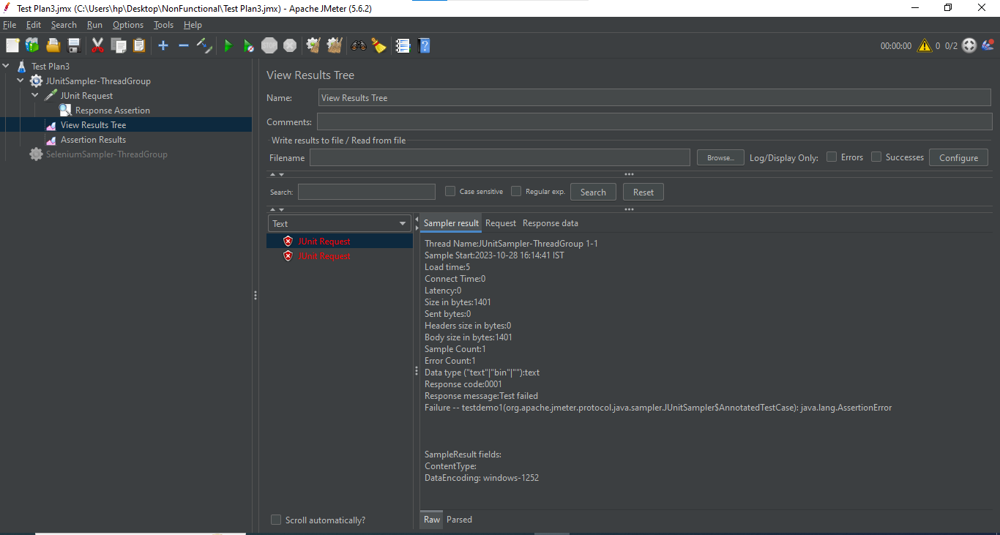 Test Plan3.jmx (C:\Users\hp\Desktop\NonFunctional\Test Plan3.jmx) - Apache JMeter (5.6.2)
File Edit Search Run Options Tools Help
STOP 00:00:00 0 0/2
Test Plan3
JUnitSampler-ThreadGroup
JUnit Request
Response Assertion
View Results Tree
Assertion Results
SeleniumSampler-ThreadGroup
View Results Tree
Name: View Results Tree
Comments:
Write results to file / Read from file
Filename Browse... Log/Display Only: Errors Successes Configure
Search: Case sensitive Regular exp. Search Reset
Text
JUnit Request
JUnit Request
Scroll automatically?
Sampler result Request Response data
Thread Name:JUnitSampler-ThreadGroup 1-1
Sample Start:2023-10-28 16:14:41 IST
Load time:5
Connect Time:0
Latency:0
Size in bytes:1401
Sent bytes:0
Headers size in bytes:0
Body size in bytes:1401
Sample Count:1
Error Count:1
Data type ("text"|"bin"|""):text
Response code:0001
Response message:Test failed
Failure -- testdemo1(org.apache.jmeter.protocol.java.sampler.JUnitSampler$AnnotatedTestCase): java.lang.AssertionError
SampleResult fields:
ContentType:
DataEncoding: windows-1252
Raw Parsed